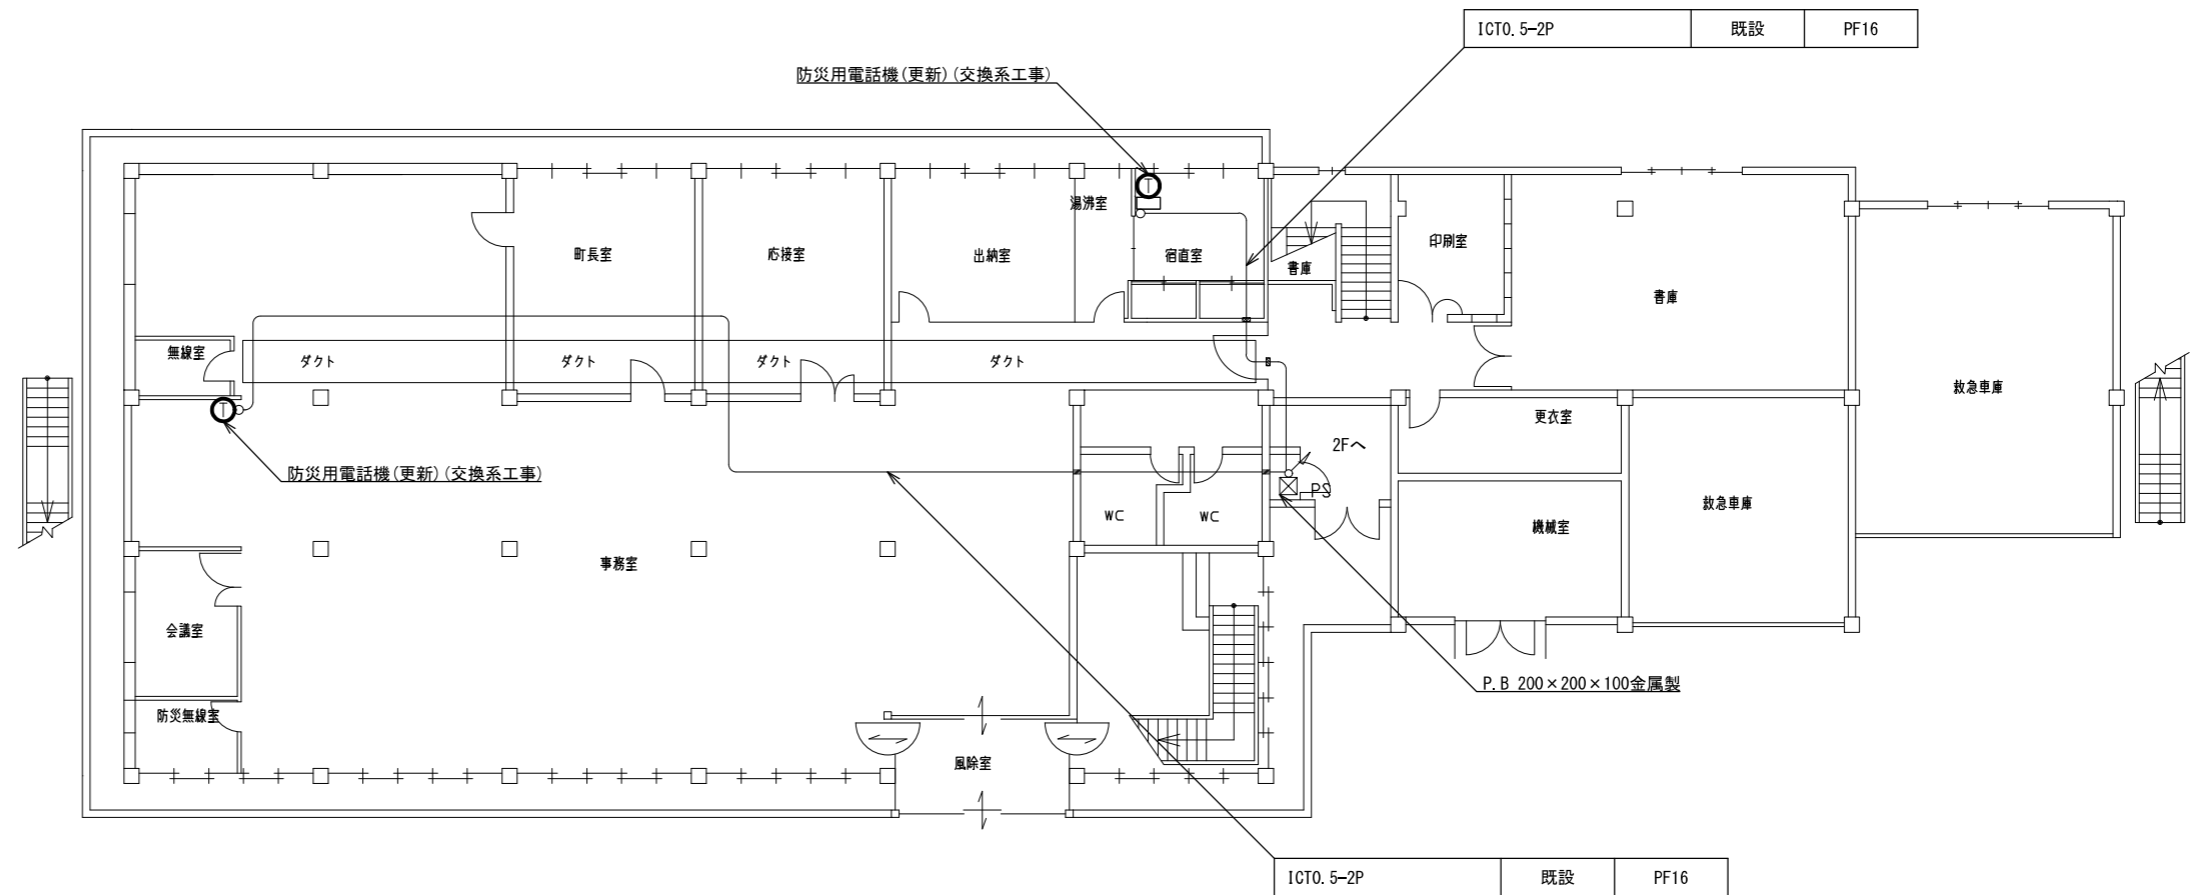 ICT0.5-2P 既設 PF16
防災用電話機(更新)(交換系工事)
湯沸室
町長室
応接室
出納室
宿直室
書庫
印刷室
書庫
無線室
ダクト
ダクト
ダクト
ダクト
救急車庫
更衣室
2Fへ
防災用電話機(更新)(交換系工事)
PS
WC
WC
救急車庫
機械室
事務室
会議室
P.B 200×200×100金属製
防災無線室
風除室
ICT0.5-2P 既設 PF16
T
T